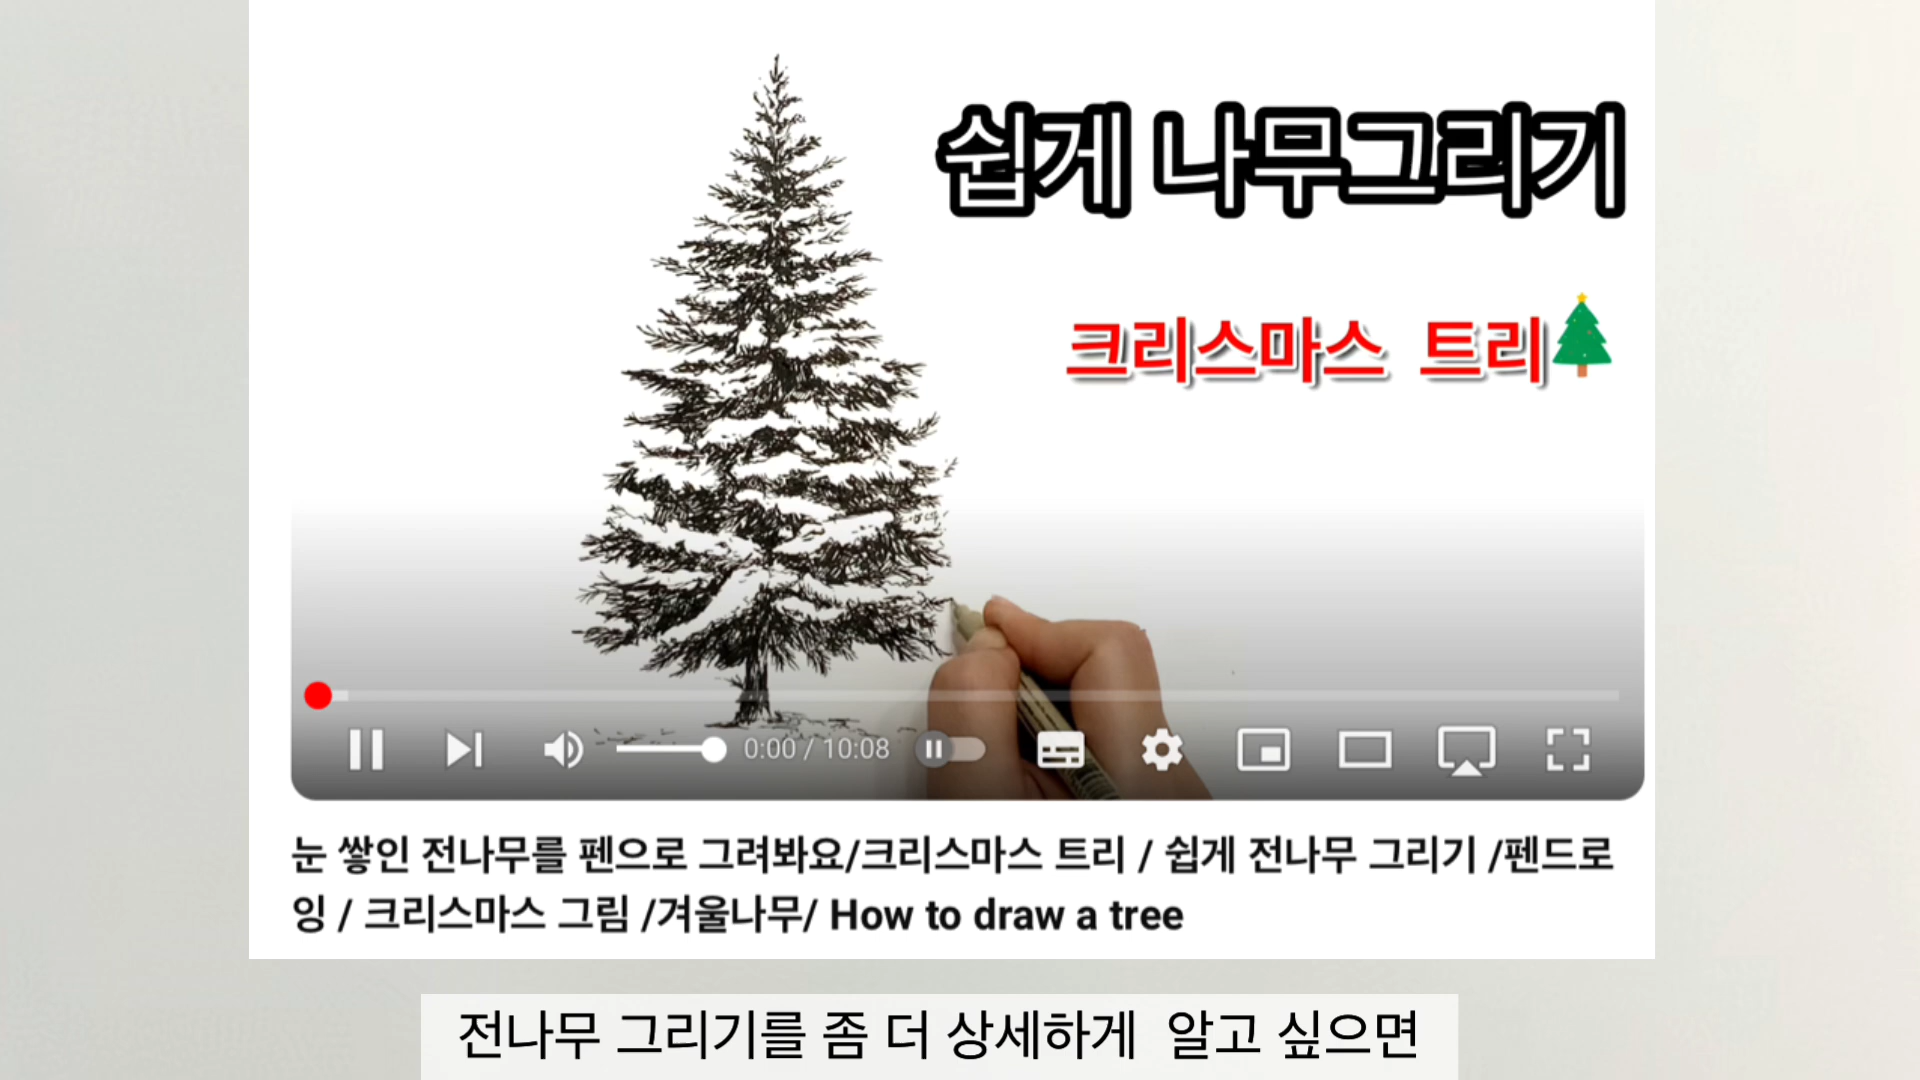 쉽게 나무그리기
크리스마스 트리
0:00 / 10:08
눈 쌓인 전나무를 펜으로 그려봐요/크리스마스 트리 / 쉽게 전나무 그리기 /펜드로
잉 / 크리스마스 그림 /겨울나무/ How to draw a tree
전나무 그리기를 좀 더 상세하게 알고 싶으면